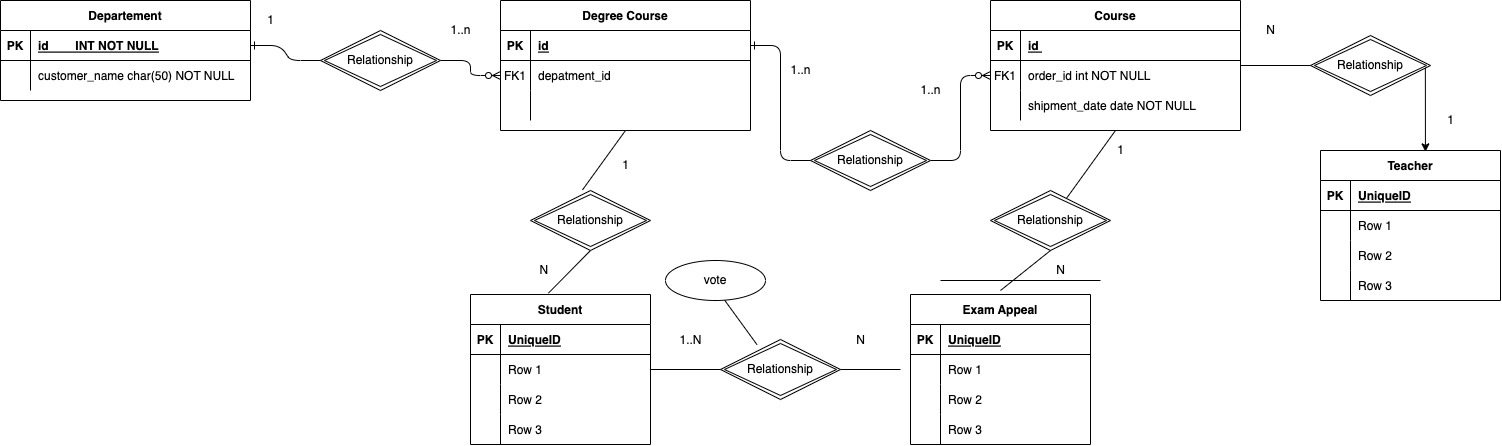 Departement
PK id INT NOT NULL
customer_name char(50) NOT NULL
1
Relationship
1..n
Degree Course
PK id
FK1 depatment_id
1..n
Relationship
1..n
Course
PK id
FK1 order_id int NOT NULL
shipment_date date NOT NULL
N
Relationship
1
Teacher
PK UniqueID
Row 1
Row 2
Row 3
1
Relationship
N
1
Relationship
N
Student
PK UniqueID
Row 1
Row 2
Row 3
1..N
vote
Relationship
N
Exam Appeal
PK UniqueID
Row 1
Row 2
Row 3